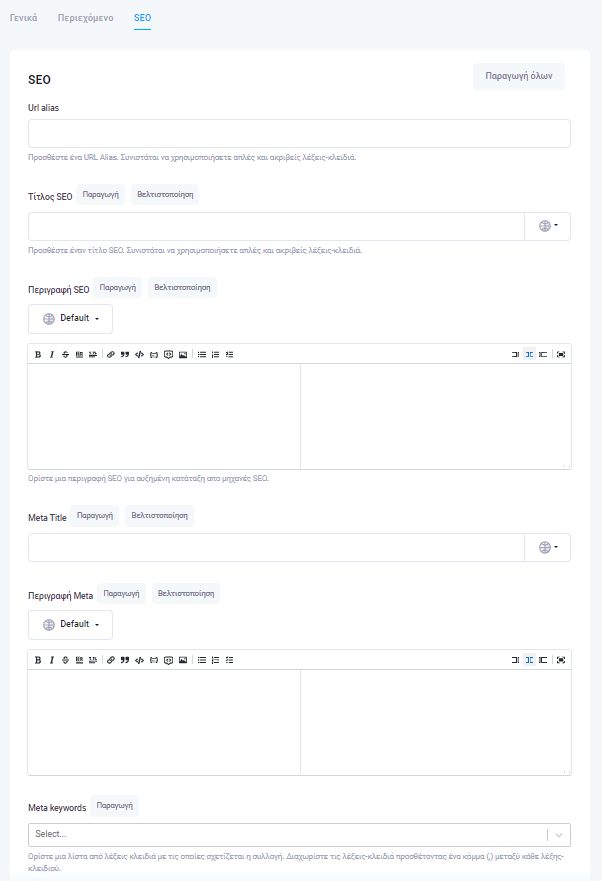 Γενικά Περιεχόμενο SEO
SEO Παραγωγή όλων
Url alias
Προσθέστε ένα URL Alias. Συνιστάται να χρησιμοποιήσετε απλές και ακριβείς λέξεις-κλειδιά.
Τίτλος SEO Παραγωγή Βελτιστοποίηση
Προσθέστε έναν τίτλο SEO. Συνιστάται να χρησιμοποιήσετε απλές και ακριβείς λέξεις-κλειδιά.
Περιγραφή SEO Παραγωγή Βελτιστοποίηση
Default
Ορίστε μια περιγραφή SEO για αυξημένη κατάταξη απο μηχανές SEO.
Meta Title Παραγωγή Βελτιστοποίηση
Περιγραφή Meta Παραγωγή Βελτιστοποίηση
Default
Meta keywords Παραγωγή
Select...
Ορίστε μια λίστα από λέξεις κλειδιά με τις οποίες σχετίζεται η συλλογή. Διαχωρίστε τις λέξεις-κλειδιά προσθέτοντας ένα κόμμα (,) μεταξύ κάθε λέξης-
κλειδιού.